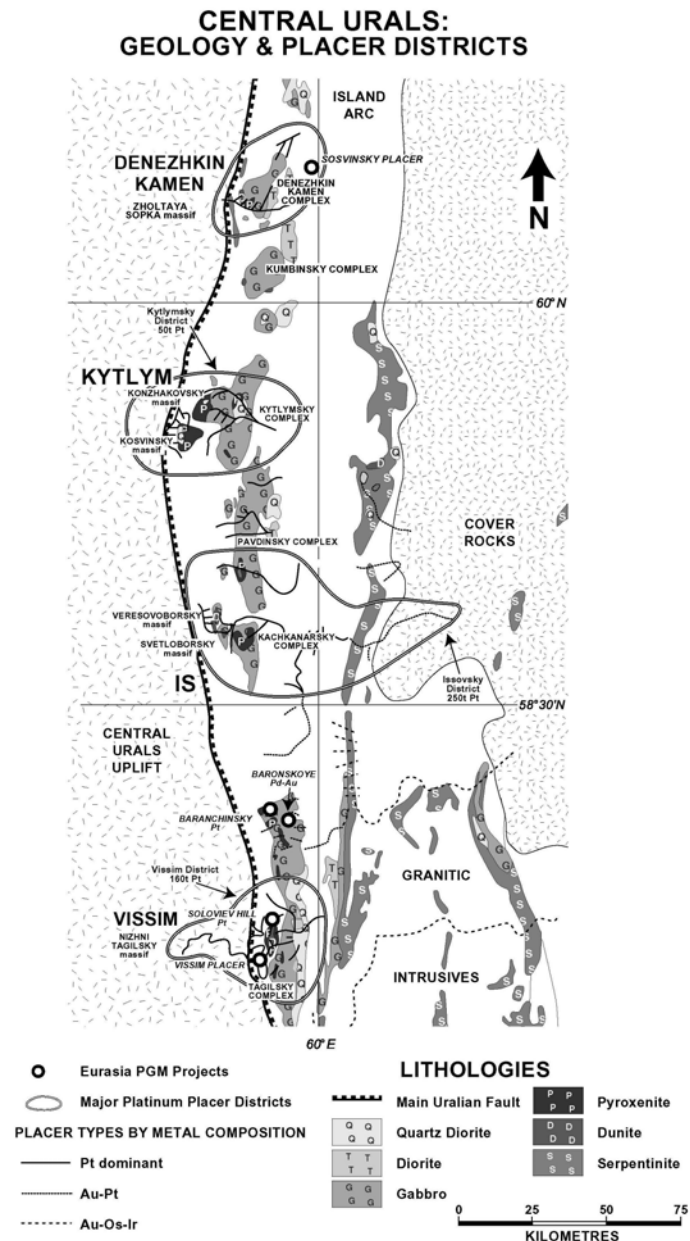 CENTRAL URALS:
GEOLOGY & PLACER DISTRICTS
ISLAND
ARC
DENEZHKIN
KAMEN
SOSVINSKY PLACER
ZHOLTAYA
SOPKA massif
DENEZHKIN
KAMEN
COMPLEX
N
KUMBINSKY COMPLEX
60° N
Kytlymsky
District
50t Pt
KYTLYM
KONZHAKOVSKY
massif
KYTLYMSKY
COMPLEX
KOSVINSKY
massif
COVER
ROCKS
PAVDINSKY COMPLEX
VERESOVOBORSKY
massif
SVETLOBORSKY
massif
KACHKANARSKY
COMPLEX
IS
Issovsky
District
250t Pt
58° 30'N
CENTRAL
URALS
UPLIFT
BARONSKOYE
Pd-Au
BARANCHINSKY
Pt
Vissim District
160t Pt
GRANITIC
VISSIM
SOLOVIEV HILL
Pt
NIZHNI
TAGILSKY
massif
VISSIM PLACER
TAGILSKY
COMPLEX
INTRUSIVES
60° E
Eurasia PGM Projects
Major Platinum Placer Districts
PLACER TYPES BY METAL COMPOSITION
Pt dominant
Au-Pt
Au-Os-Ir
LITHOLOGIES
Main Uralian Fault
Q Q
Q Q
Quartz Diorite
T T
T T
Diorite
G G
G G
Gabbro
P P
P P
Pyroxenite
D D
D D
Dunite
S S
S S
Serpentinite
0 25 50 75
KILOMETRES